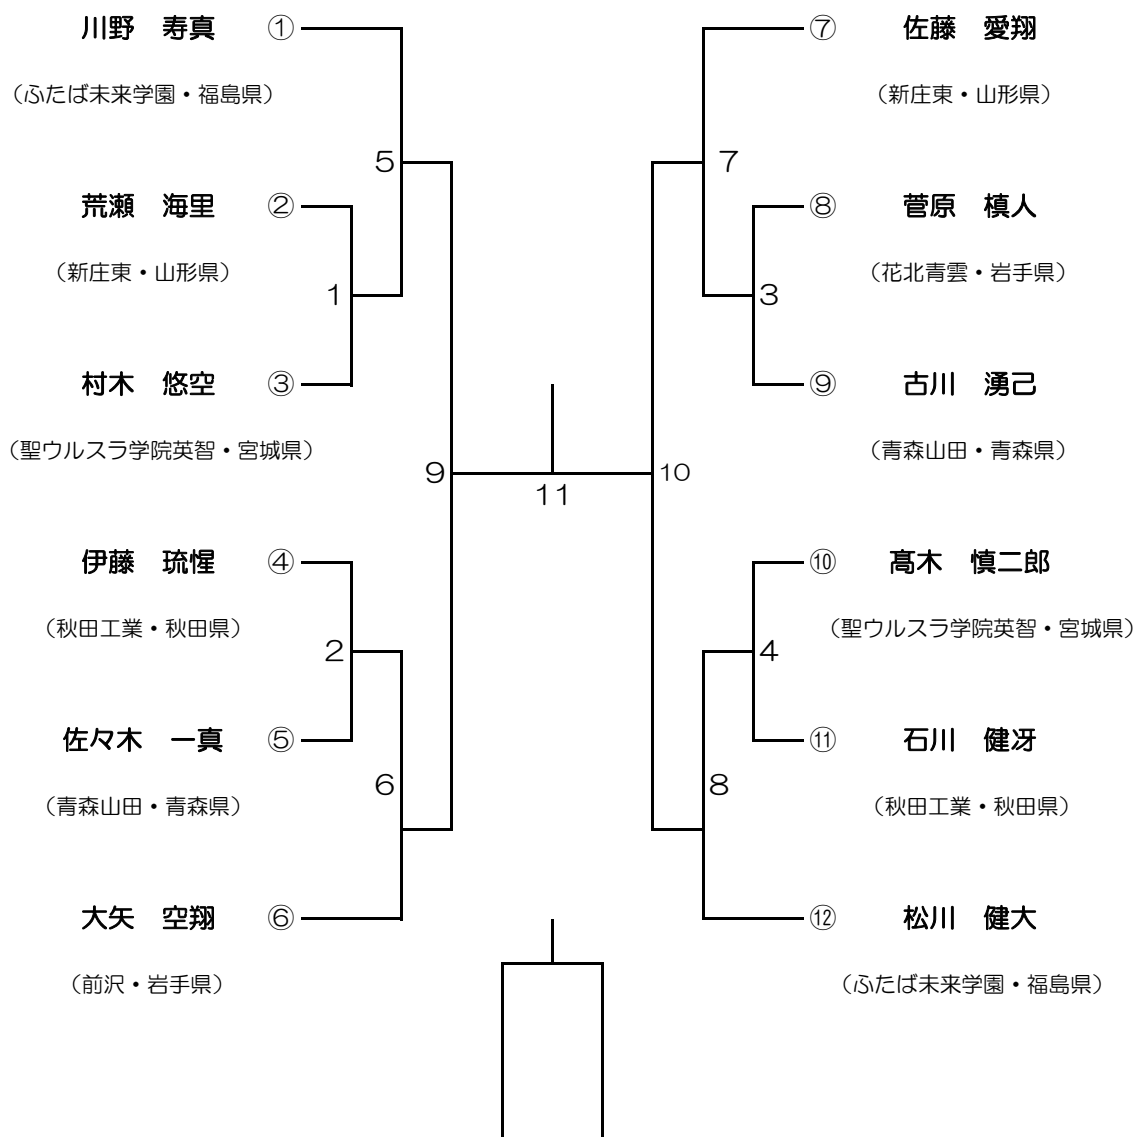 川野　寿真　①
（ふたば未来学園・福島県）
5
荒瀬　海里　②
（新庄東・山形県）
1
村木　悠空　③
（聖ウルスラ学院英智・宮城県）
9
11
伊藤　琉惺　④
（秋田工業・秋田県）
2
佐々木　一真　⑤
（青森山田・青森県）
6
大矢　空翔　⑥
（前沢・岩手県）
⑦　佐藤　愛翔
（新庄東・山形県）
7
⑧　菅原　槙人
（花北青雲・岩手県）
3
⑨　古川　湧己
（青森山田・青森県）
10
⑩　髙木　慎二郎
（聖ウルスラ学院英智・宮城県）
4
⑪　石川　健冴
（秋田工業・秋田県）
8
⑫　松川　健大
（ふたば未来学園・福島県）